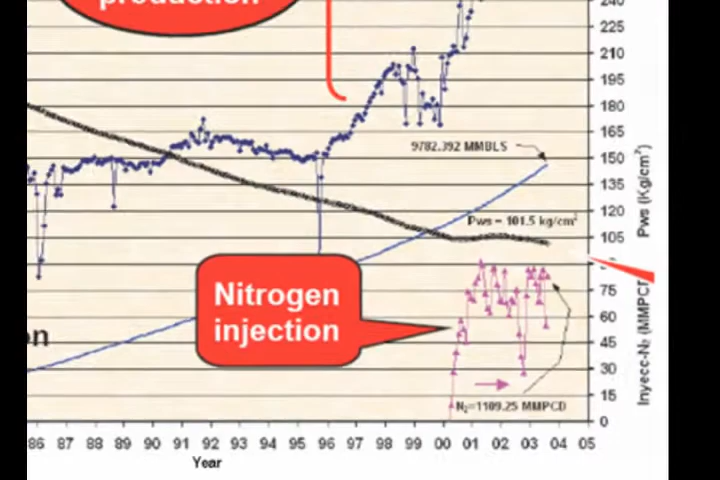 production
240
225
210
195
180
165
150
135
120
105
75
60
45
30
15
0
Pws (Kg/cm²)
Inyecc-N₂ (MMPCD
9782.392 MMBLS
Pws = 101.5 kg/cm²
Nitrogen
injection
on
N₂=1109.25 MMPCD
86 87 88 89 90 91 92 93 94 95 96 97 98 99 00 01 02 03 04 05
Year